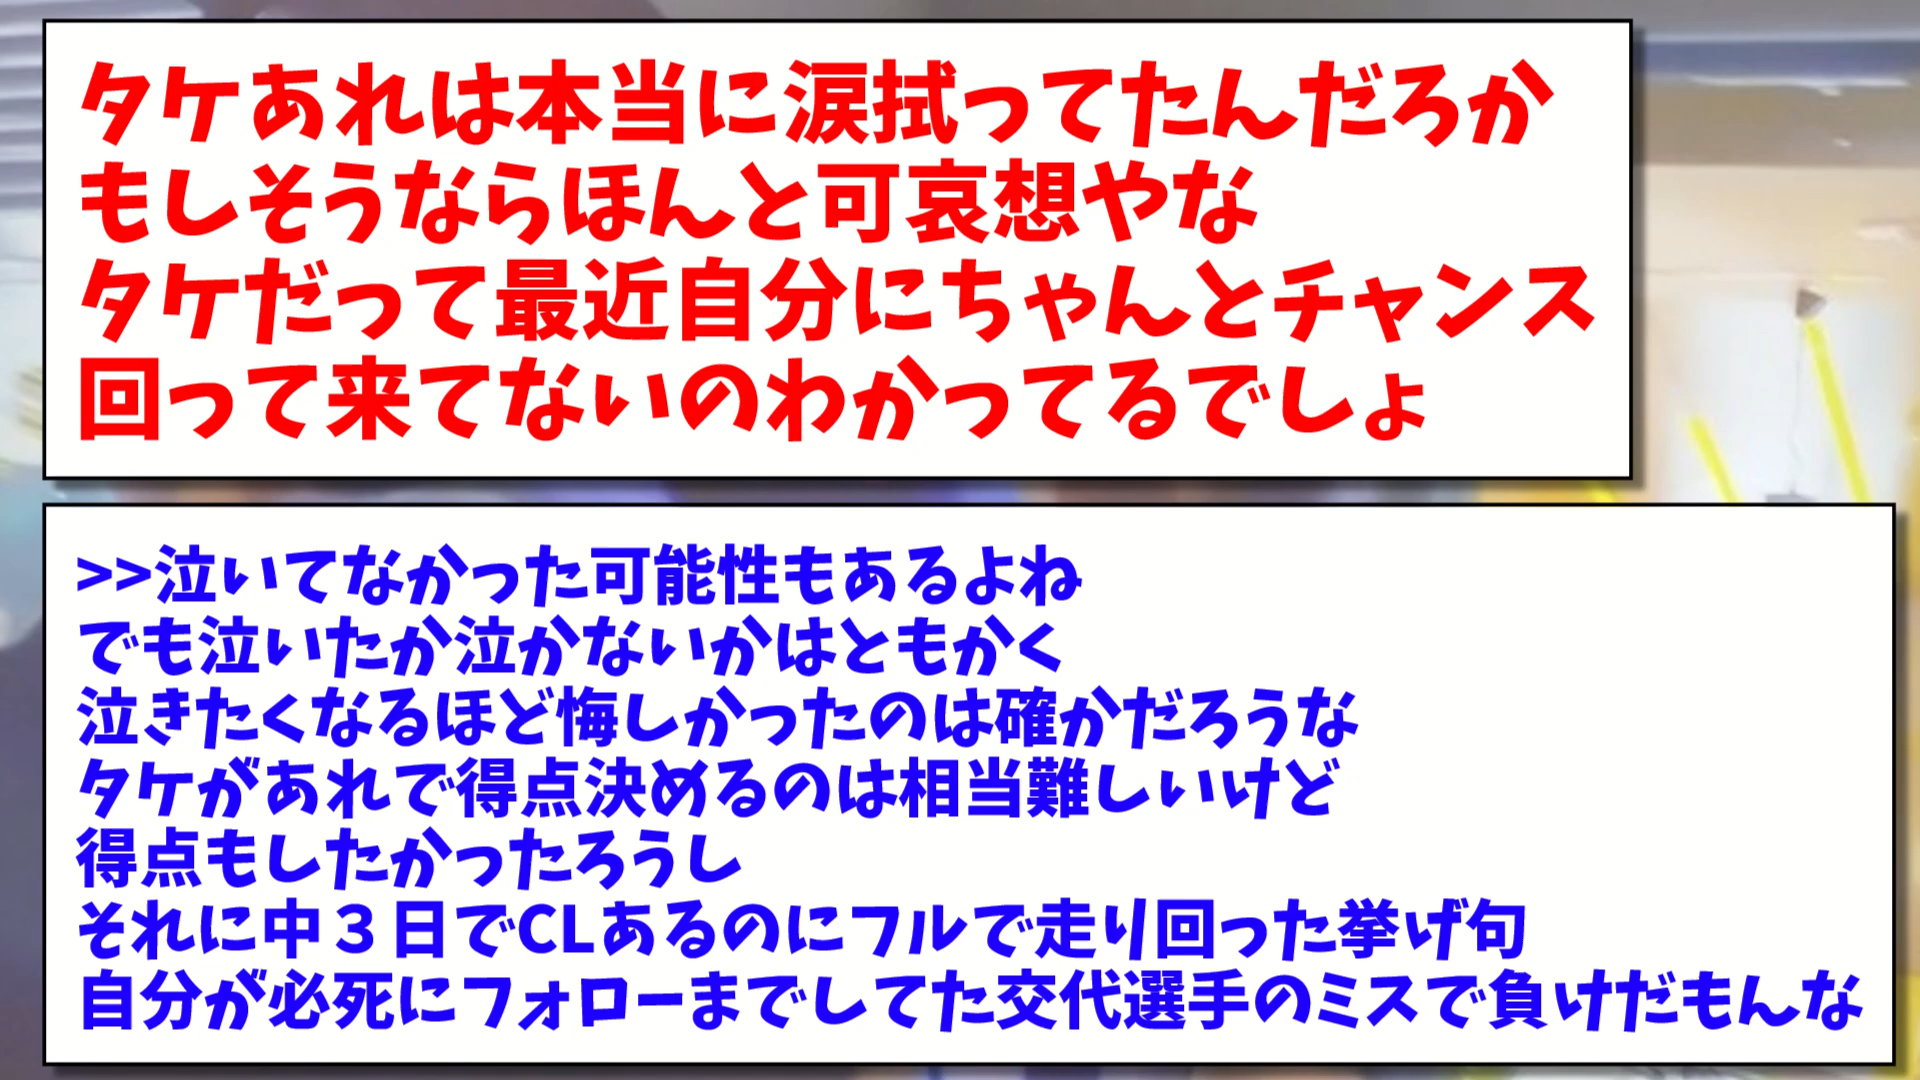 タケあれは本当に涙拭ってたんだろか
もしそうならほんと可哀想やな
タケだって最近自分にちゃんとチャンス
回って来てないのわかってるでしょ
>>泣いてなかった可能性もあるよね
でも泣いたか泣かないかはともかく
泣きたくなるほど悔しかったのは確かだろうな
タケがあれで得点決めるのは相当難しいけど
得点もしたかったろうし
それに中３日でCLあるのにフルで走り回った挙げ句
自分が必死にフォローまでしてた交代選手のミスで負けだもんな